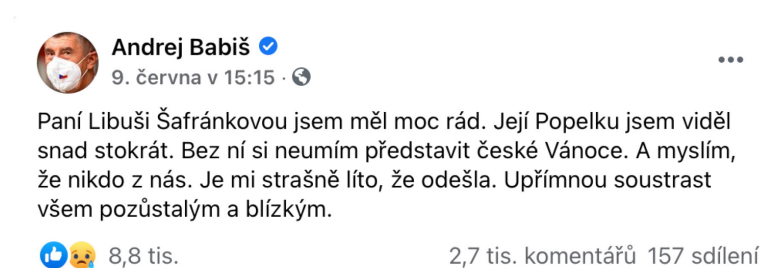 Andrej Babiš
9. června v 15:15 ·
Paní Libuši Šafránkovou jsem měl moc rád. Její Popelku jsem viděl
snad stokrát. Bez ní si neumím představit české Vánoce. A myslím,
že nikdo z nás. Je mi strašně líto, že odešla. Upřímnou soustrast
všem pozůstalým a blízkým.
8,8 tis. 2,7 tis. komentářů 157 sdílení